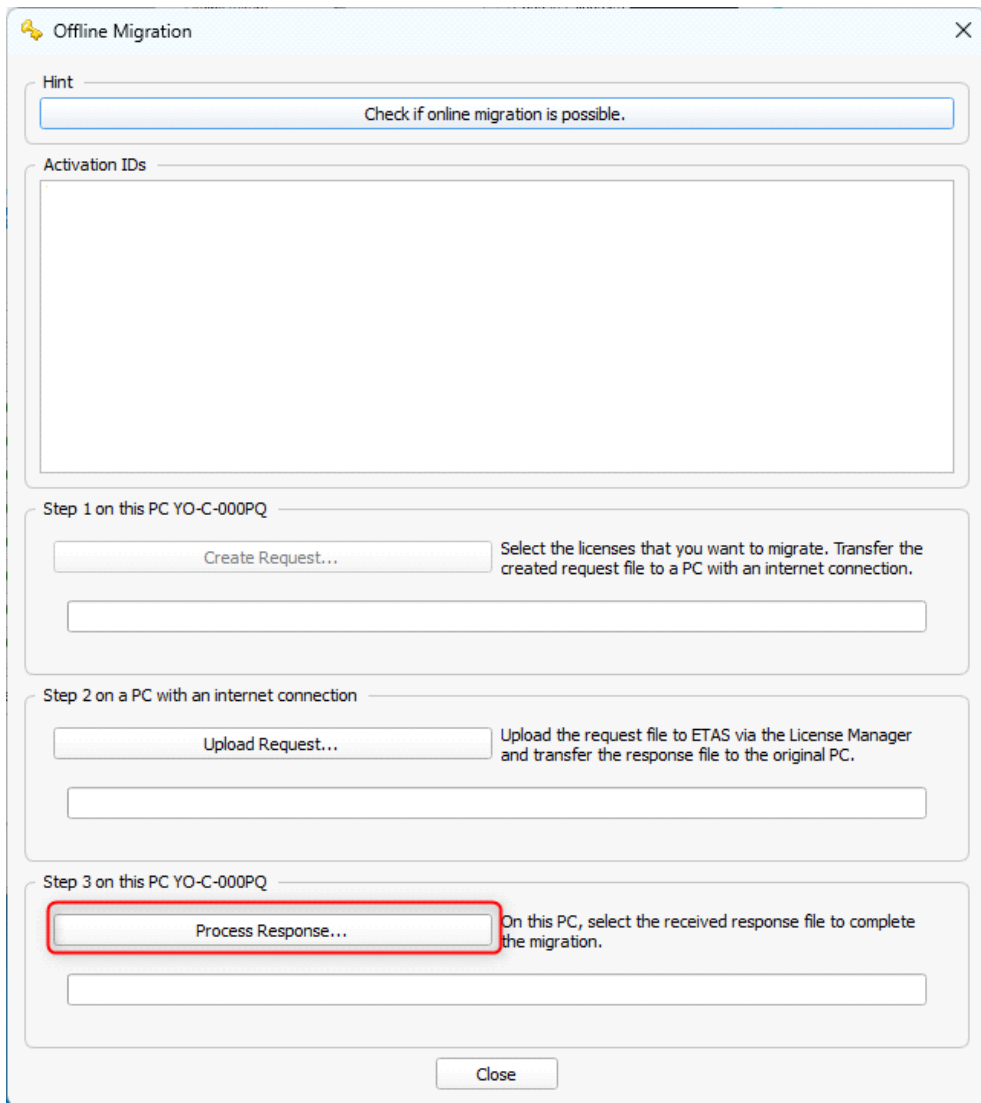 Offline Migration
Hint
Check if online migration is possible.
Activation IDs
Step 1 on this PC YO-C-000PQ
Create Request...
Select the licenses that you want to migrate. Transfer the
created request file to a PC with an internet connection.
Step 2 on a PC with an internet connection
Upload Request...
Upload the request file to ETAS via the License Manager
and transfer the response file to the original PC.
Step 3 on this PC YO-C-000PQ
Process Response...
On this PC, select the received response file to complete
the migration.
Close